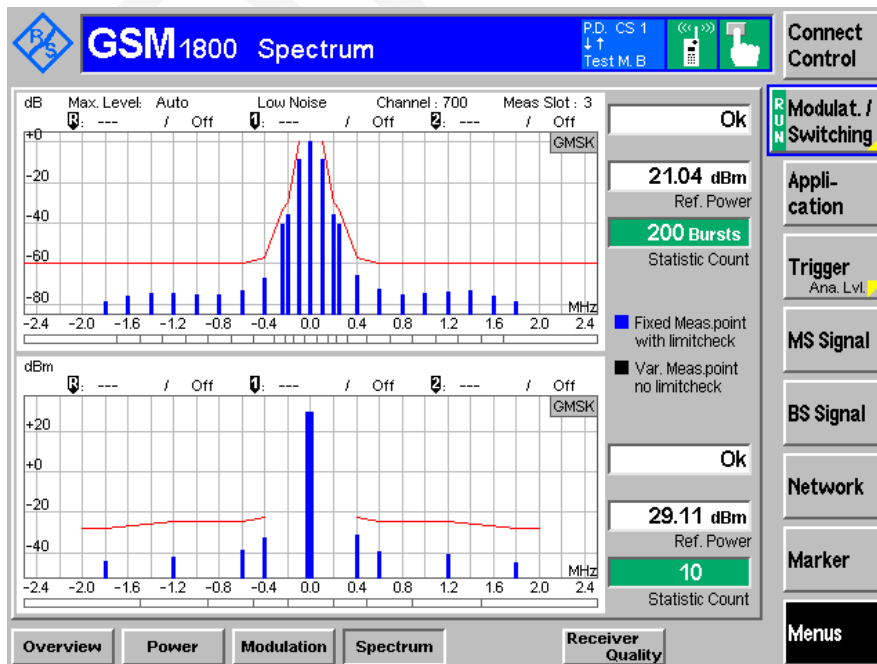 R&S
GSM 1800 Spectrum
P.D. CS 1
↓↑
Test M. B
Connect
Control
dB Max. Level: Auto Low Noise Channel : 700 Meas Slot : 3
R: --- / Off 1: --- / Off 2: --- / Off
GMSK
+0
-20
-40
-60
-80
MHz
-2.4 -2.0 -1.6 -1.2 -0.8 -0.4 0.0 0.4 0.8 1.2 1.6 2.0 2.4
Ok
21.04 dBm
Ref. Power
200 Bursts
Statistic Count
Fixed Meas.point
with limitcheck
Var. Meas.point
no limitcheck
dBm
R: --- / Off 1: --- / Off 2: --- / Off
GMSK
+20
+0
-20
-40
MHz
-2.4 -2.0 -1.6 -1.2 -0.8 -0.4 0.0 0.4 0.8 1.2 1.6 2.0 2.4
Ok
29.11 dBm
Ref. Power
10
Statistic Count
RUN
Modulat. /
Switching
Appli-
cation
Trigger
Ana. Lvl.
MS Signal
BS Signal
Network
Marker
Menus
Overview Power Modulation Spectrum Receiver
Quality